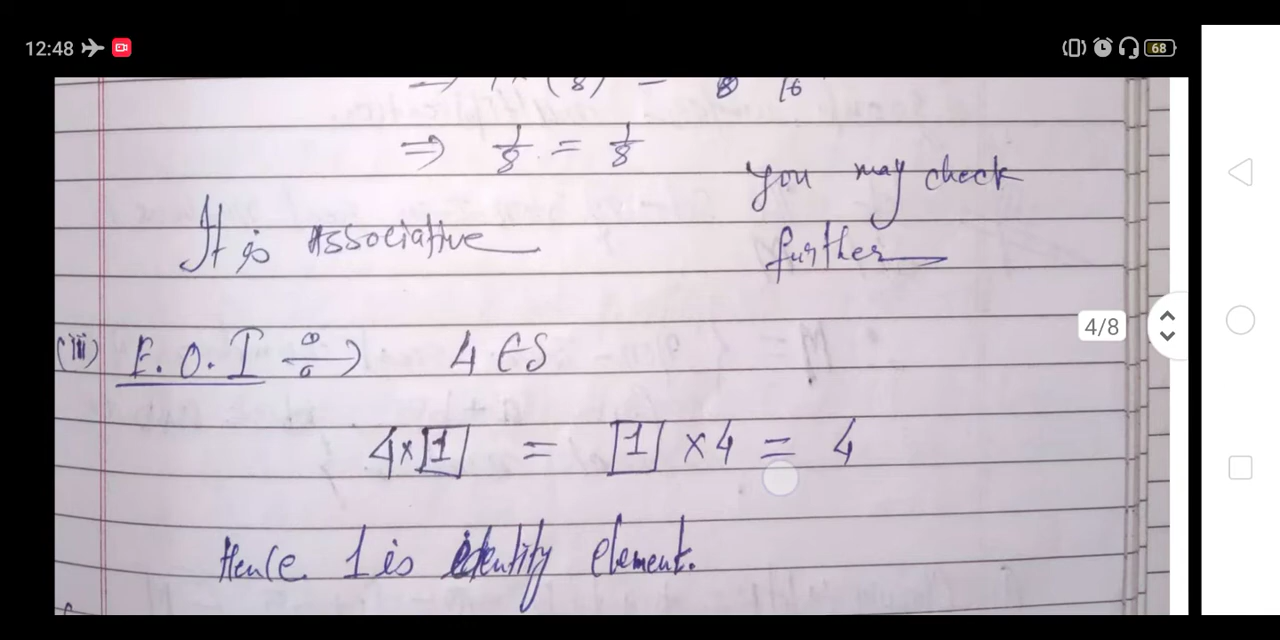 12:48 68
⇒ 1/8 = 1/8
You may check
It is Associative further
4/8
(iii) E.O.I ÷) 4 ∈ S
4 × 1 = 1 × 4 = 4
Hence 1 is identity element.